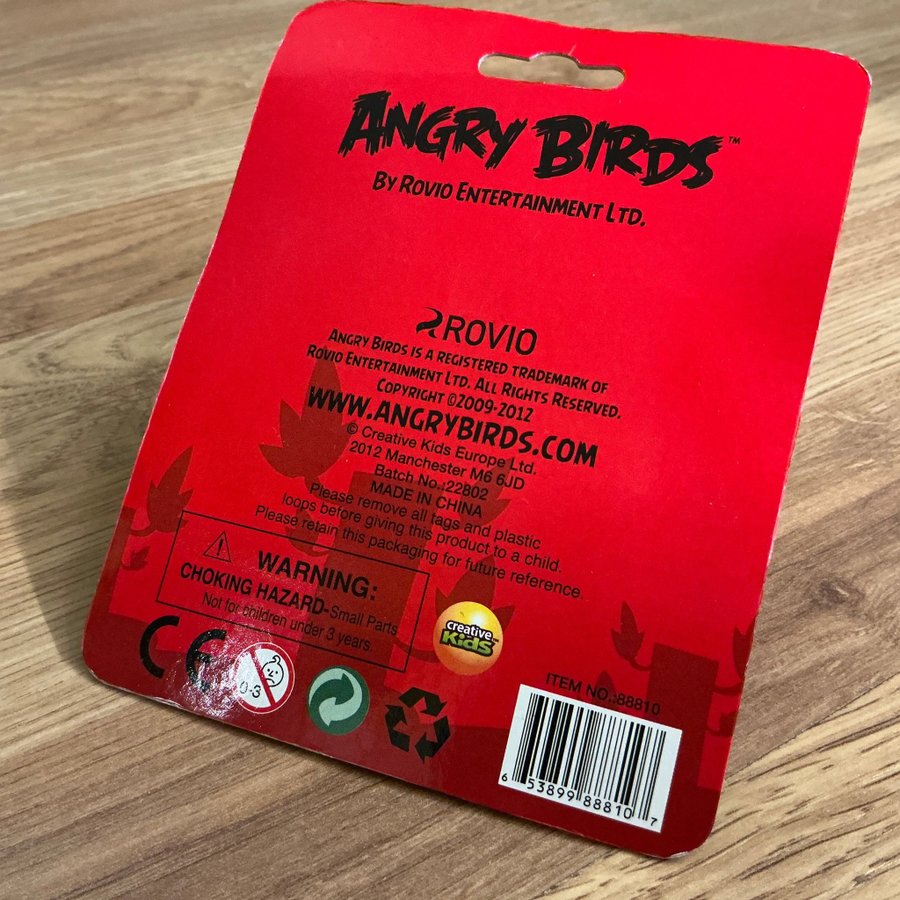 ANGRY BIRDS™
BY ROVIO ENTERTAINMENT LTD.
ROVIO
ANGRY BIRDS IS A REGISTERED TRADEMARK OF
ROVIO ENTERTAINMENT LTD. ALL RIGHTS RESERVED.
COPYRIGHT ©2009-2012
WWW.ANGRYBIRDS.COM
© Creative Kids Europe Ltd.
2012 Manchester M6 6JD
Batch No.:22B02
MADE IN CHINA
Please remove all tags and plastic
loops before giving this product to a child.
Please retain this packaging for future reference.
WARNING:
CHOKING HAZARD-Small Parts
Not for children under 3 years.
CE
0-3
creative™
Kids
ITEM NO.:88810
6 53899 88810 7